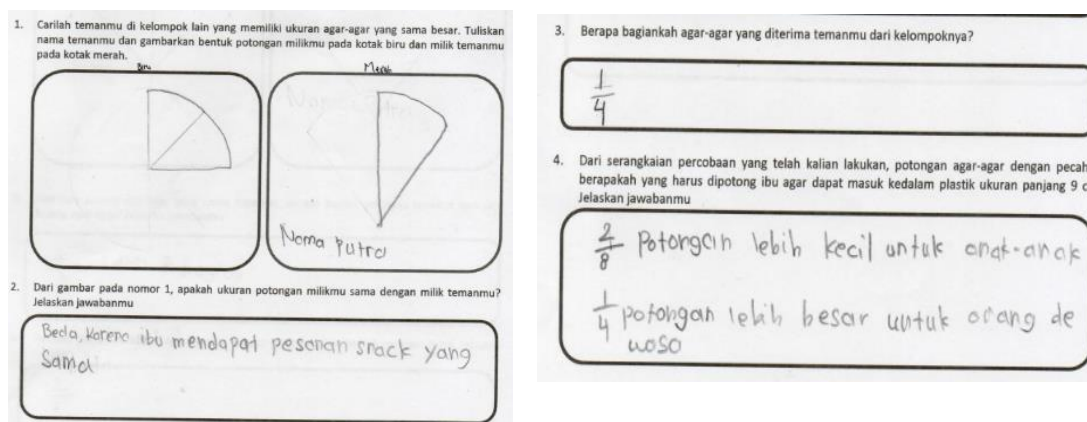 1. Carilah temanmu di kelompok lain yang memiliki ukuran agar-agar yang sama besar. Tuliskan
nama temanmu dan gambarkan bentuk potongan milikmu pada kotak biru dan milik temanmu
pada kotak merah.
Biru
Merah
Nama Putra
2. Dari gambar pada nomor 1, apakah ukuran potongan milikmu sama dengan milik temanmu?
Jelaskan jawabanmu
Beda, karena ibu mendapat pesanan snack yang
sama
3. Berapa bagiankah agar-agar yang diterima temanmu dari kelompoknya?
1/4
4. Dari serangkaian percobaan yang telah kalian lakukan, potongan agar-agar dengan pecah
berapakah yang harus dipotong ibu agar dapat masuk kedalam plastik ukuran panjang 9 c
Jelaskan jawabanmu
2/8 Potongan lebih kecil untuk anak-anak
1/4 potongan lebih besar untuk orang de
waso